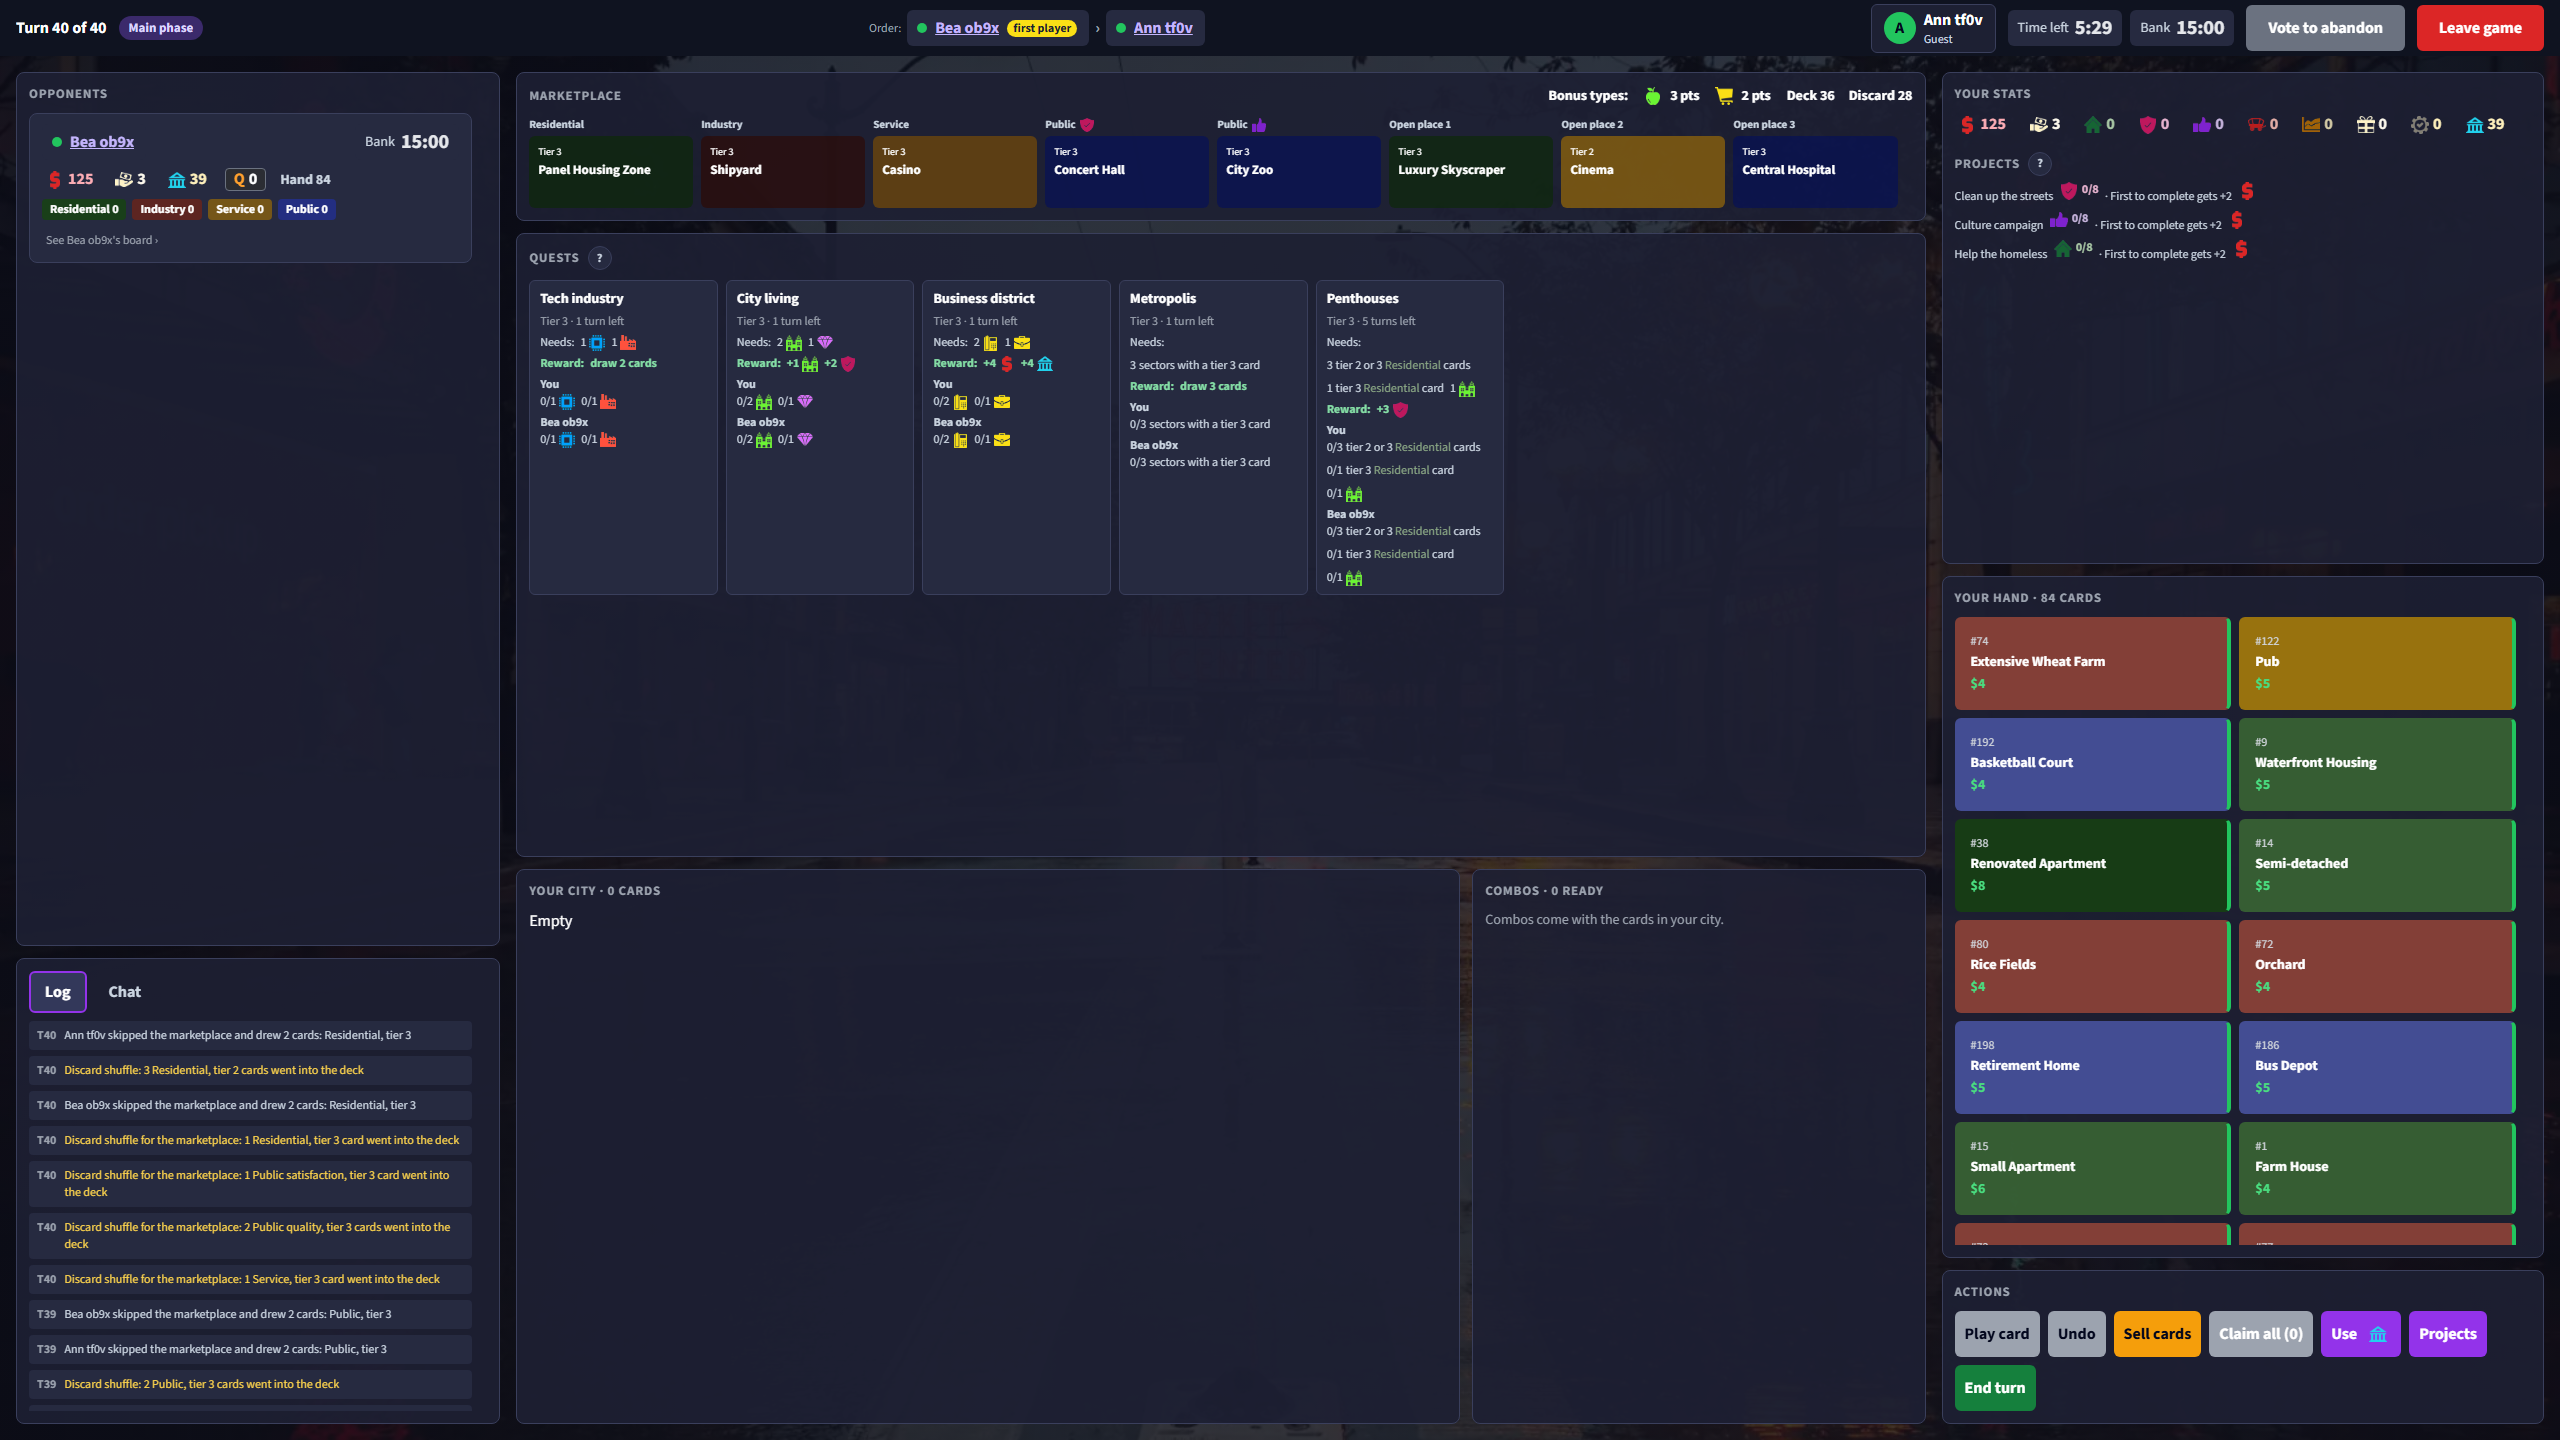 Turn 40 of 40 Main phase
Order: Bea ob9x first player › Ann tf0v
A Ann tf0v Guest
Time left 5:29
Bank 15:00
Vote to abandon
Leave game
OPPONENTS
Bea ob9x Bank 15:00
125 3 39 Q 0 Hand 84
Residential 0 Industry 0 Service 0 Public 0
See Bea ob9x's board ›
Log Chat
T40 Ann tf0v skipped the marketplace and drew 2 cards: Residential, tier 3
T40 Discard shuffle: 3 Residential, tier 2 cards went into the deck
T40 Bea ob9x skipped the marketplace and drew 2 cards: Residential, tier 3
T40 Discard shuffle for the marketplace: 1 Residential, tier 3 card went into the deck
T40 Discard shuffle for the marketplace: 1 Public satisfaction, tier 3 card went into
the deck
T40 Discard shuffle for the marketplace: 2 Public quality, tier 3 cards went into the
deck
T40 Discard shuffle for the marketplace: 1 Service, tier 3 card went into the deck
T39 Bea ob9x skipped the marketplace and drew 2 cards: Public, tier 3
T39 Ann tf0v skipped the marketplace and drew 2 cards: Public, tier 3
T39 Discard shuffle: 2 Public, tier 3 cards went into the deck
MARKETPLACE
Bonus types: 3 pts 2 pts Deck 36 Discard 28
Residential Industry Service Public Public Open place 1 Open place 2 Open place 3
Tier 3 Tier 3 Tier 3 Tier 3 Tier 3 Tier 3 Tier 2 Tier 3
Panel Housing Zone Shipyard Casino Concert Hall City Zoo Luxury Skyscraper Cinema Central Hospital
QUESTS ?
Tech industry
Tier 3 · 1 turn left
Needs: 1 1
Reward: draw 2 cards
You
0/1 0/1
Bea ob9x
0/1 0/1
City living
Tier 3 · 1 turn left
Needs: 2 1
Reward: +1 +2
You
0/2 0/1
Bea ob9x
0/2 0/1
Business district
Tier 3 · 1 turn left
Needs: 2 1
Reward: +4 +4
You
0/2 0/1
Bea ob9x
0/2 0/1
Metropolis
Tier 3 · 1 turn left
Needs:
3 sectors with a tier 3 card
Reward: draw 3 cards
You
0/3 sectors with a tier 3 card
Bea ob9x
0/3 sectors with a tier 3 card
Penthouses
Tier 3 · 5 turns left
Needs:
3 tier 2 or 3 Residential cards
1 tier 3 Residential card 1
Reward: +3
You
0/3 tier 2 or 3 Residential cards
0/1 tier 3 Residential card
0/1
Bea ob9x
0/3 tier 2 or 3 Residential cards
0/1 tier 3 Residential card
0/1
YOUR CITY · 0 CARDS
Empty
COMBOS · 0 READY
Combos come with the cards in your city.
YOUR STATS
125 3 0 0 0 0 0 0 0 39
PROJECTS ?
Clean up the streets 0/8 · First to complete gets +2
Culture campaign 0/8 · First to complete gets +2
Help the homeless 0/8 · First to complete gets +2
YOUR HAND · 84 CARDS
#74
Extensive Wheat Farm
$4
#122
Pub
$5
#192
Basketball Court
$4
#9
Waterfront Housing
$5
#38
Renovated Apartment
$8
#14
Semi-detached
$5
#80
Rice Fields
$4
#72
Orchard
$4
#198
Retirement Home
$5
#186
Bus Depot
$5
#15
Small Apartment
$6
#1
Farm House
$4
ACTIONS
Play card Undo Sell cards Claim all (0) Use Projects
End turn